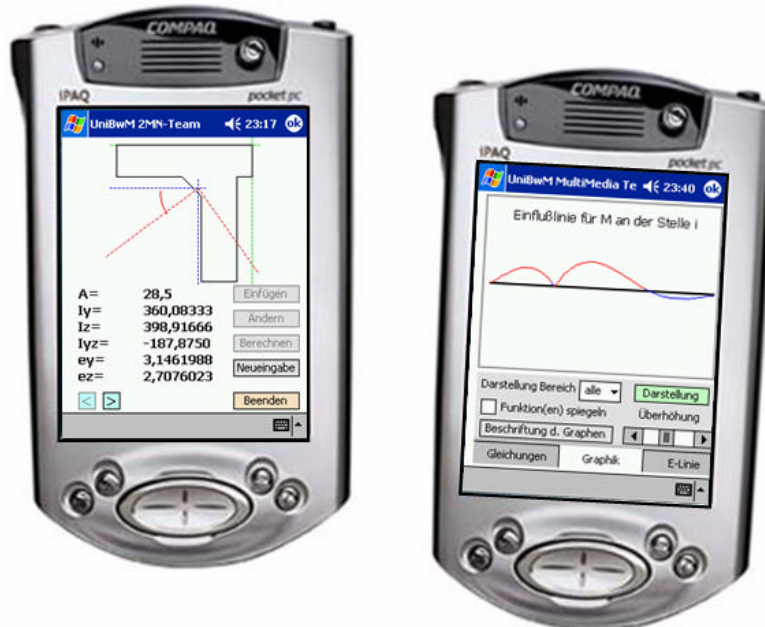 COMPAQ
iPAQ pocket pc
UniBwM 2MN-Team 23:17 ok
A= 28,5 Einfügen
Iy= 360,08333
Iz= 398,91666 Ändern
Iyz= -187,8750 Berechnen
ey= 3,1461988 Neueingabe
ez= 2,7076023
< > Beenden
COMPAQ
iPAQ pocket pc
UniBwM MultiMedia Te 23:40 ok
Einflußlinie für M an der Stelle i
Darstellung Bereich alle Darstellung
Funktion(en) spiegeln Überhöhung
Beschriftung d. Graphen
Gleichungen Graphik E-Linie